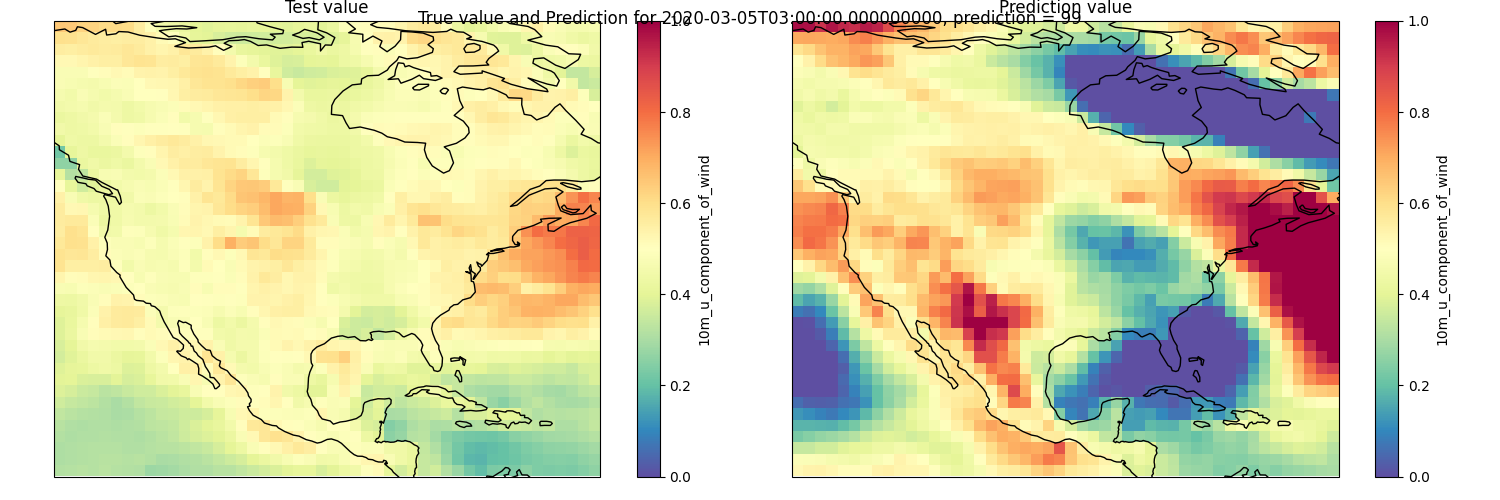 Test value
True value and Prediction for 2020-03-05T03:00:00.000000000, prediction = 99
Prediction value
1.0
0.8
0.6
0.4
0.2
0.0
10m_u_component_of_wind
1.0
0.8
0.6
0.4
0.2
0.0
10m_u_component_of_wind